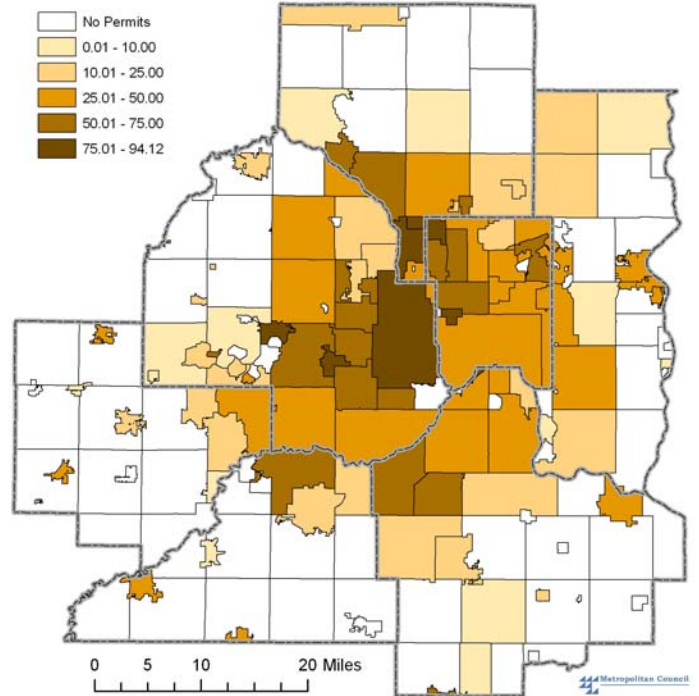 No Permits
0.01 - 10.00
10.01 - 25.00
25.01 - 50.00
50.01 - 75.00
75.01 - 94.12
0 5 10 20 Miles
Metropolitan Council